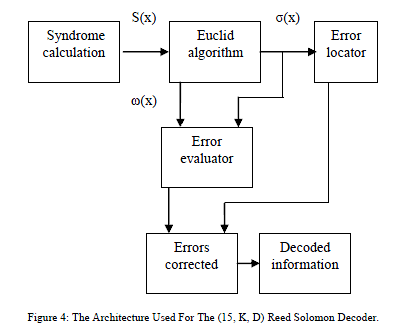 S(x)
σ(x)
Syndrome
calculation
Euclid
algorithm
Error
locator
ω(x)
Error
evaluator
Errors
corrected
Decoded
information
Figure 4: The Architecture Used For The (15, K, D) Reed Solomon Decoder.